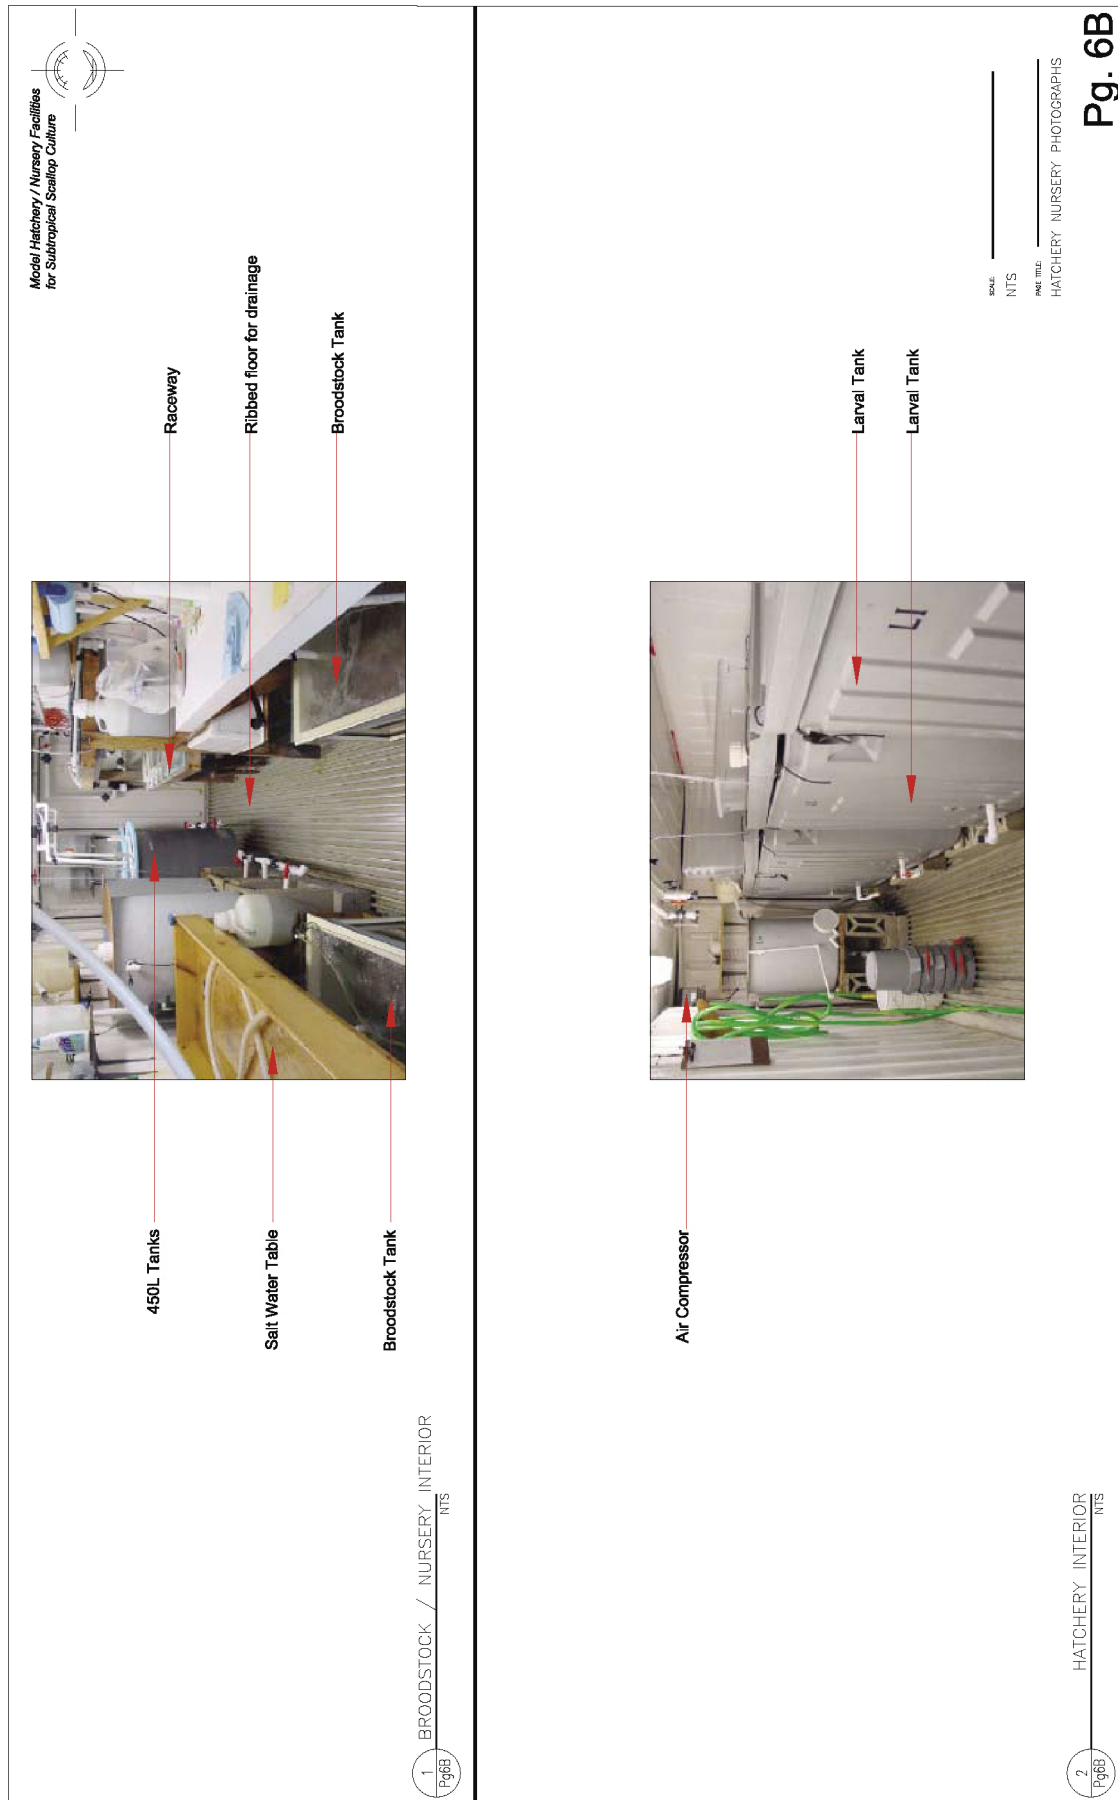 Model Hatchery / Nursery Facilities
for Subtropical Scallop Culture
450L Tanks
Salt Water Table
Broodstock Tank
Raceway
Ribbed floor for drainage
Broodstock Tank
1
Pg6B
BROODSTOCK / NURSERY INTERIOR
NTS
Air Compressor
Larval Tank
Larval Tank
L4
2
Pg6B
HATCHERY INTERIOR
NTS
SCALE:
NTS
PAGE TITLE:
HATCHERY NURSERY PHOTOGRAPHS
Pg. 6B